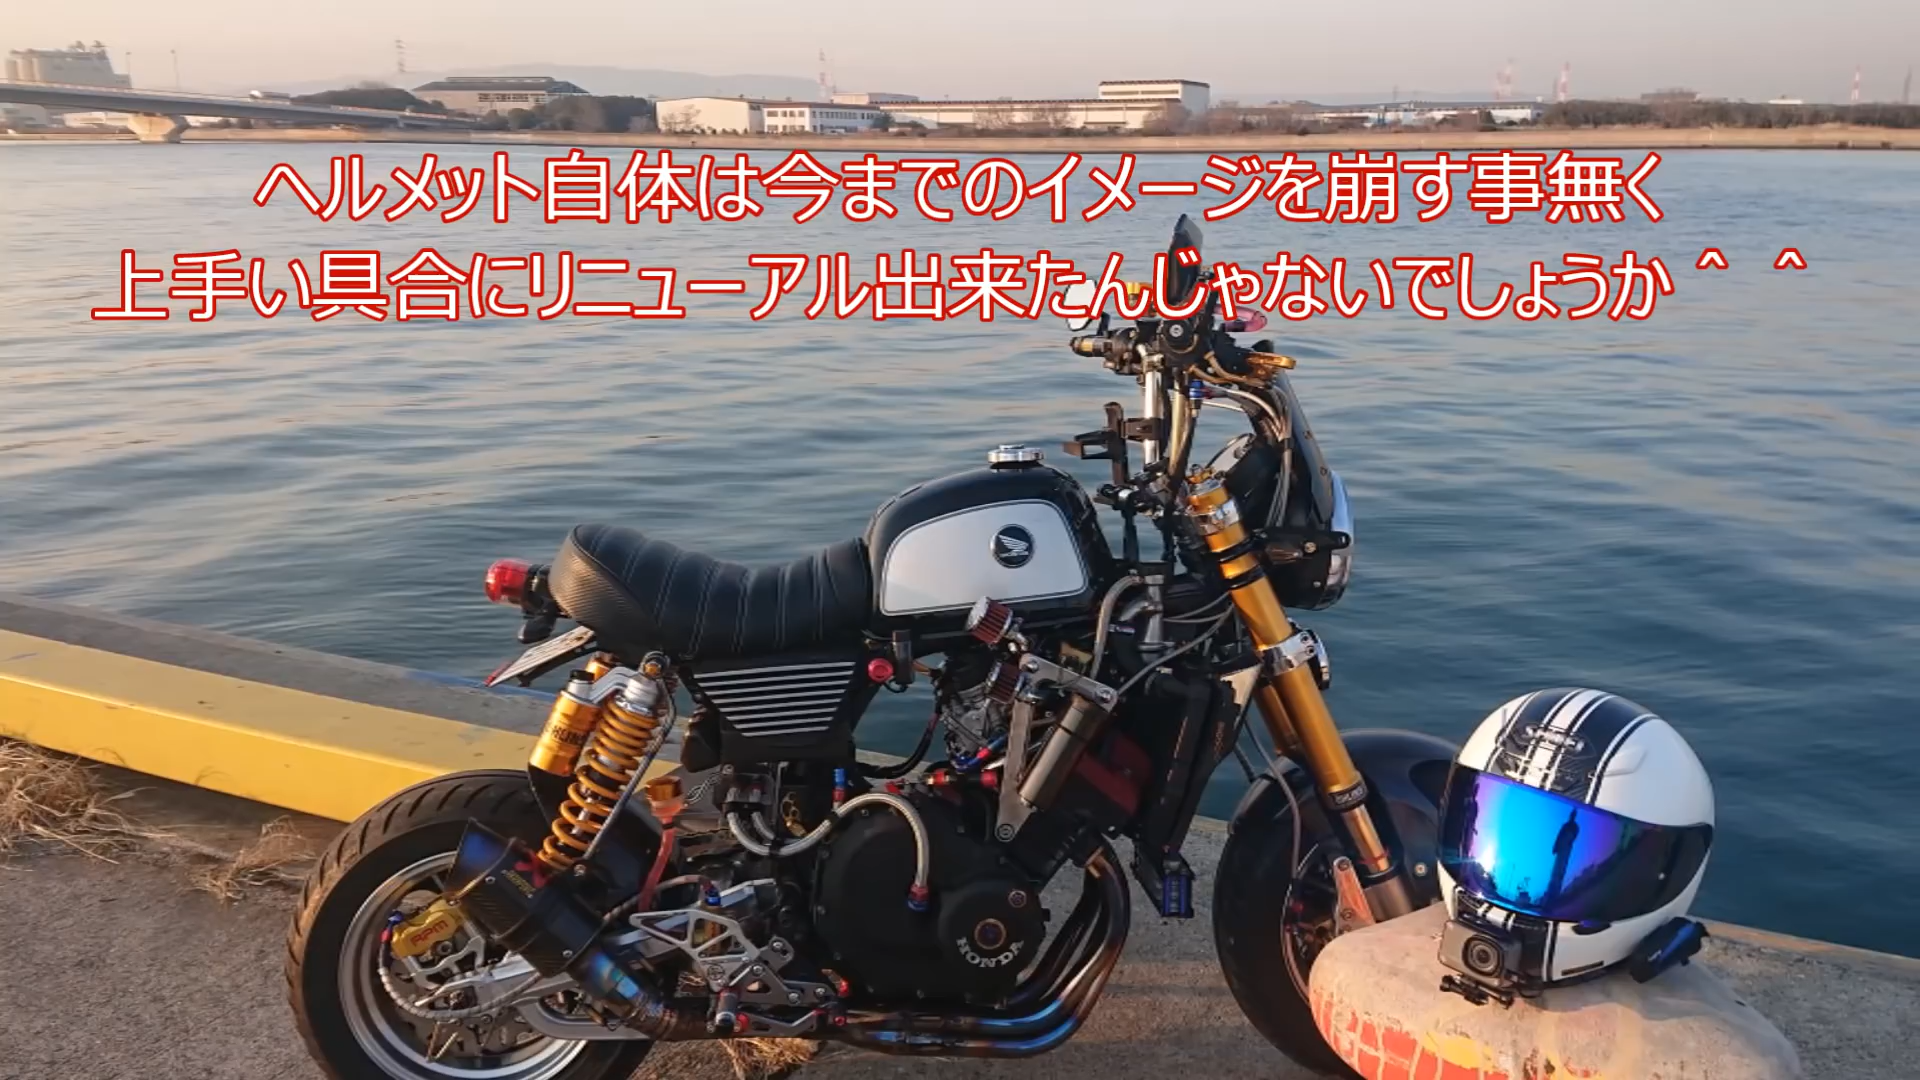 ヘルメット自体は今までのイメージを崩す事無く
上手い具合にリニューアル出来たんじゃないでしょうか＾ ＾
RPM
HONDA